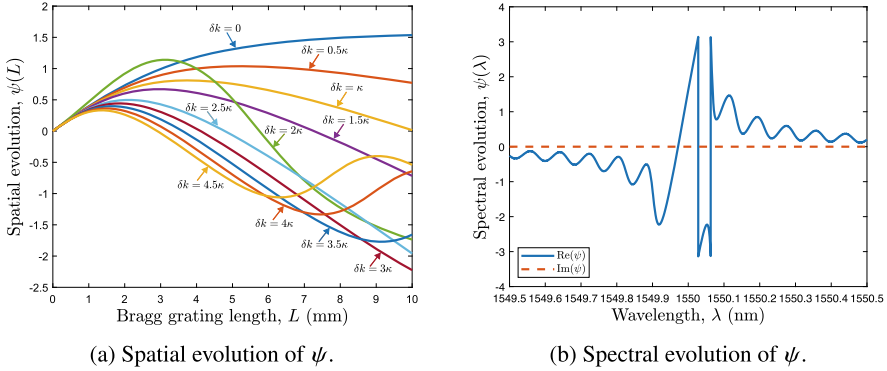 2
1.5
1
0.5
0
-0.5
-1
-1.5
-2
-2.5
0 1 2 3 4 5 6 7 8 9 10
Spatial evolution, ψ(L)
Bragg grating length, L (mm)
δk = 0
δk = 0.5κ
δk = κ
δk = 2.5κ
δk = 1.5κ
δk = 2κ
δk = 4.5κ
δk = 4κ
δk = 3.5κ
δk = 3κ
(a) Spatial evolution of ψ.
4
3
2
1
0
-1
-2
-3
-4
1549.5 1549.6 1549.7 1549.8 1549.9 1550 1550.1 1550.2 1550.3 1550.4 1550.5
Spectral evolution, ψ(λ)
Wavelength, λ (nm)
Re(ψ)
Im(ψ)
(b) Spectral evolution of ψ.